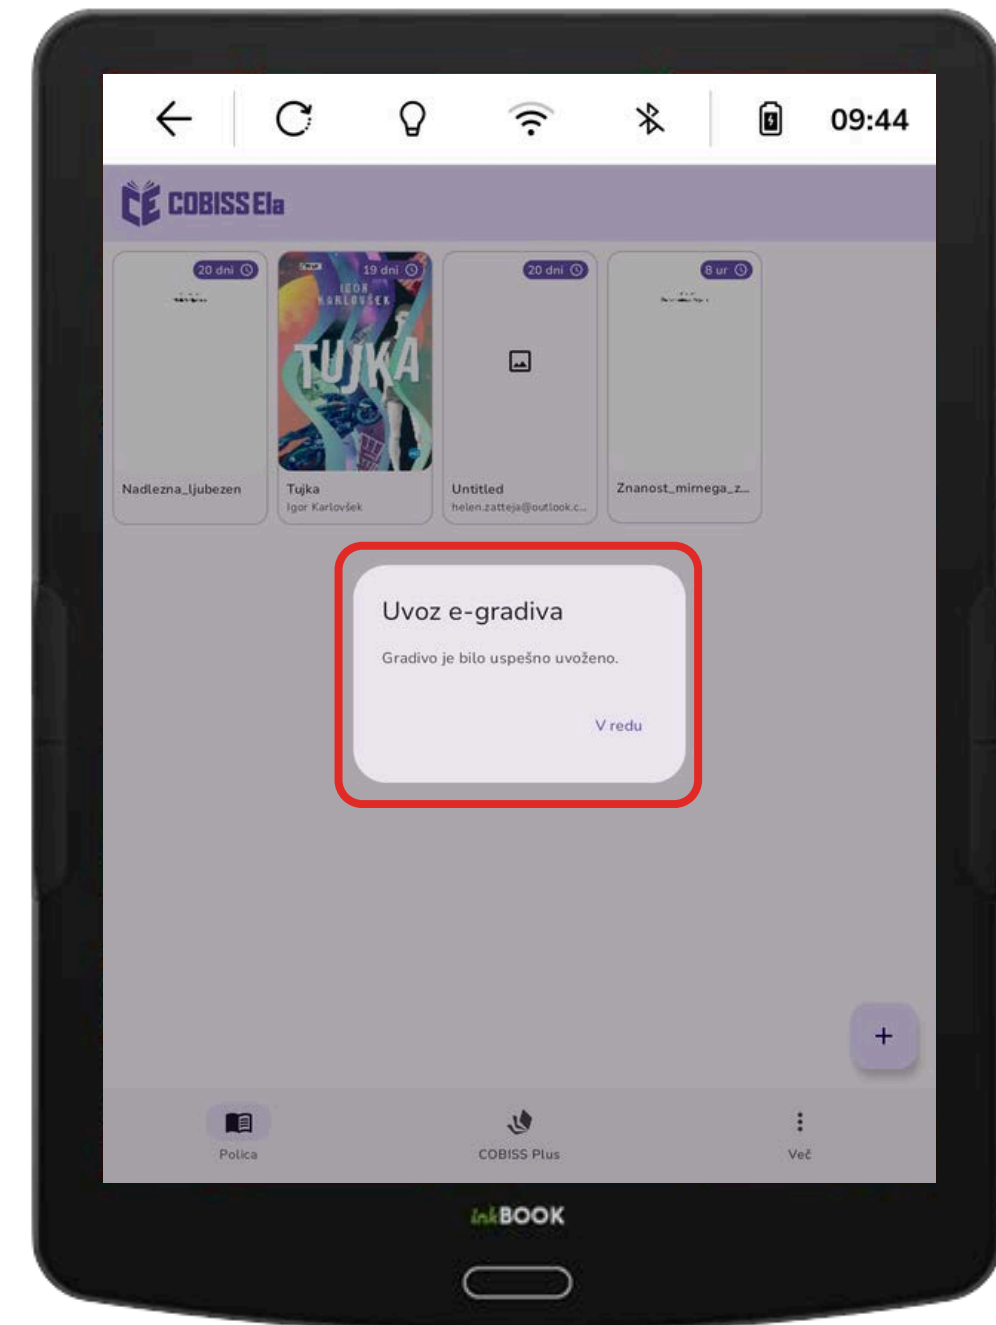 09:44
COBISS Ela
20 dni
19 dni
20 dni
8 ur
IGOR
KARLOVŠEK
TUJKA
Nadlezna_ljubezen
Tujka
Igor Karlovšek
Untitled
helen.zatteja@outlook.c...
Znanost_mirnega_z...
Uvoz e-gradiva
Gradivo je bilo uspešno uvoženo.
V redu
+
Polica
COBISS Plus
Več
inkBOOK